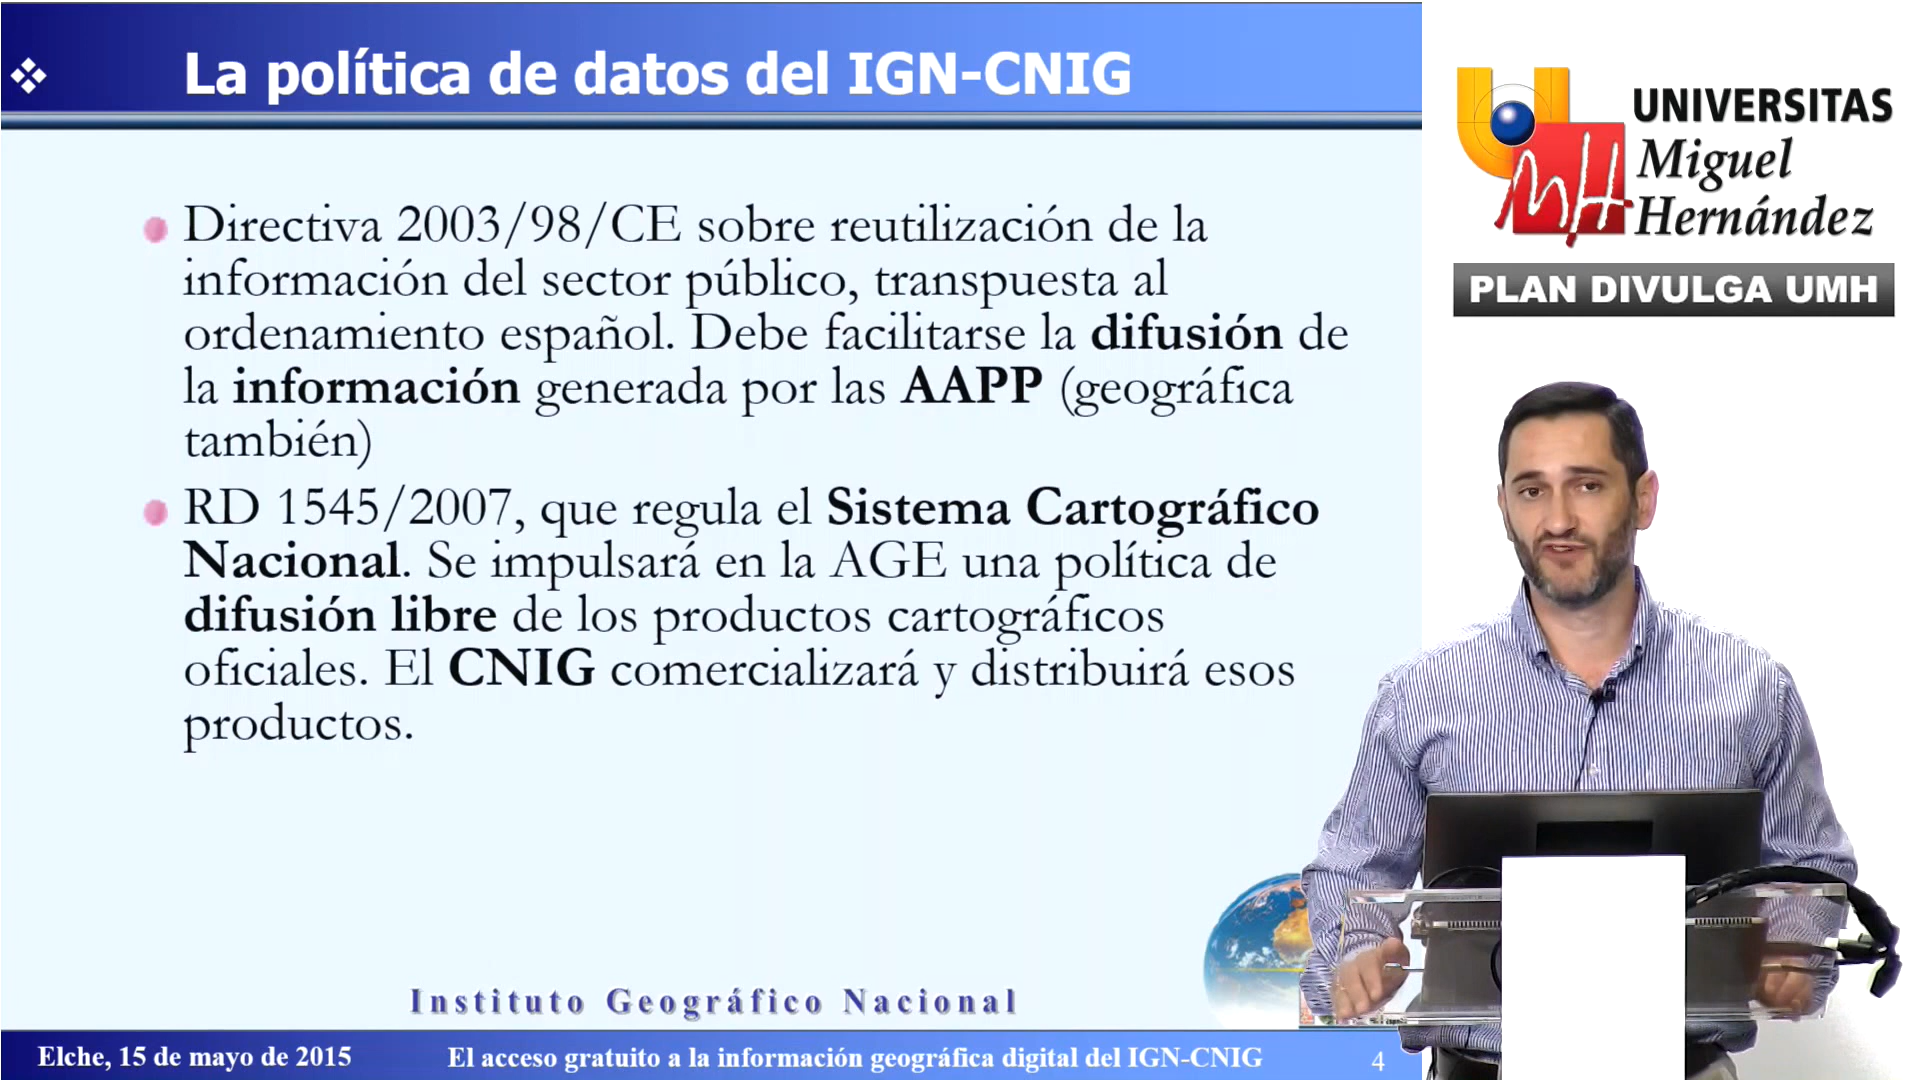 La política de datos del IGN-CNIG
Directiva 2003/98/CE sobre reutilización de la
información del sector público, transpuesta al
ordenamiento español. Debe facilitarse la difusión de
la información generada por las AAPP (geográfica
también)
RD 1545/2007, que regula el Sistema Cartográfico
Nacional. Se impulsará en la AGE una política de
difusión libre de los productos cartográficos
oficiales. El CNIG comercializará y distribuirá esos
productos.
Instituto Geográfico Nacional
Elche, 15 de mayo de 2015
El acceso gratuito a la información geográfica digital del IGN-CNIG
4
UMH
UNIVERSITAS
Miguel
Hernández
PLAN DIVULGA UMH